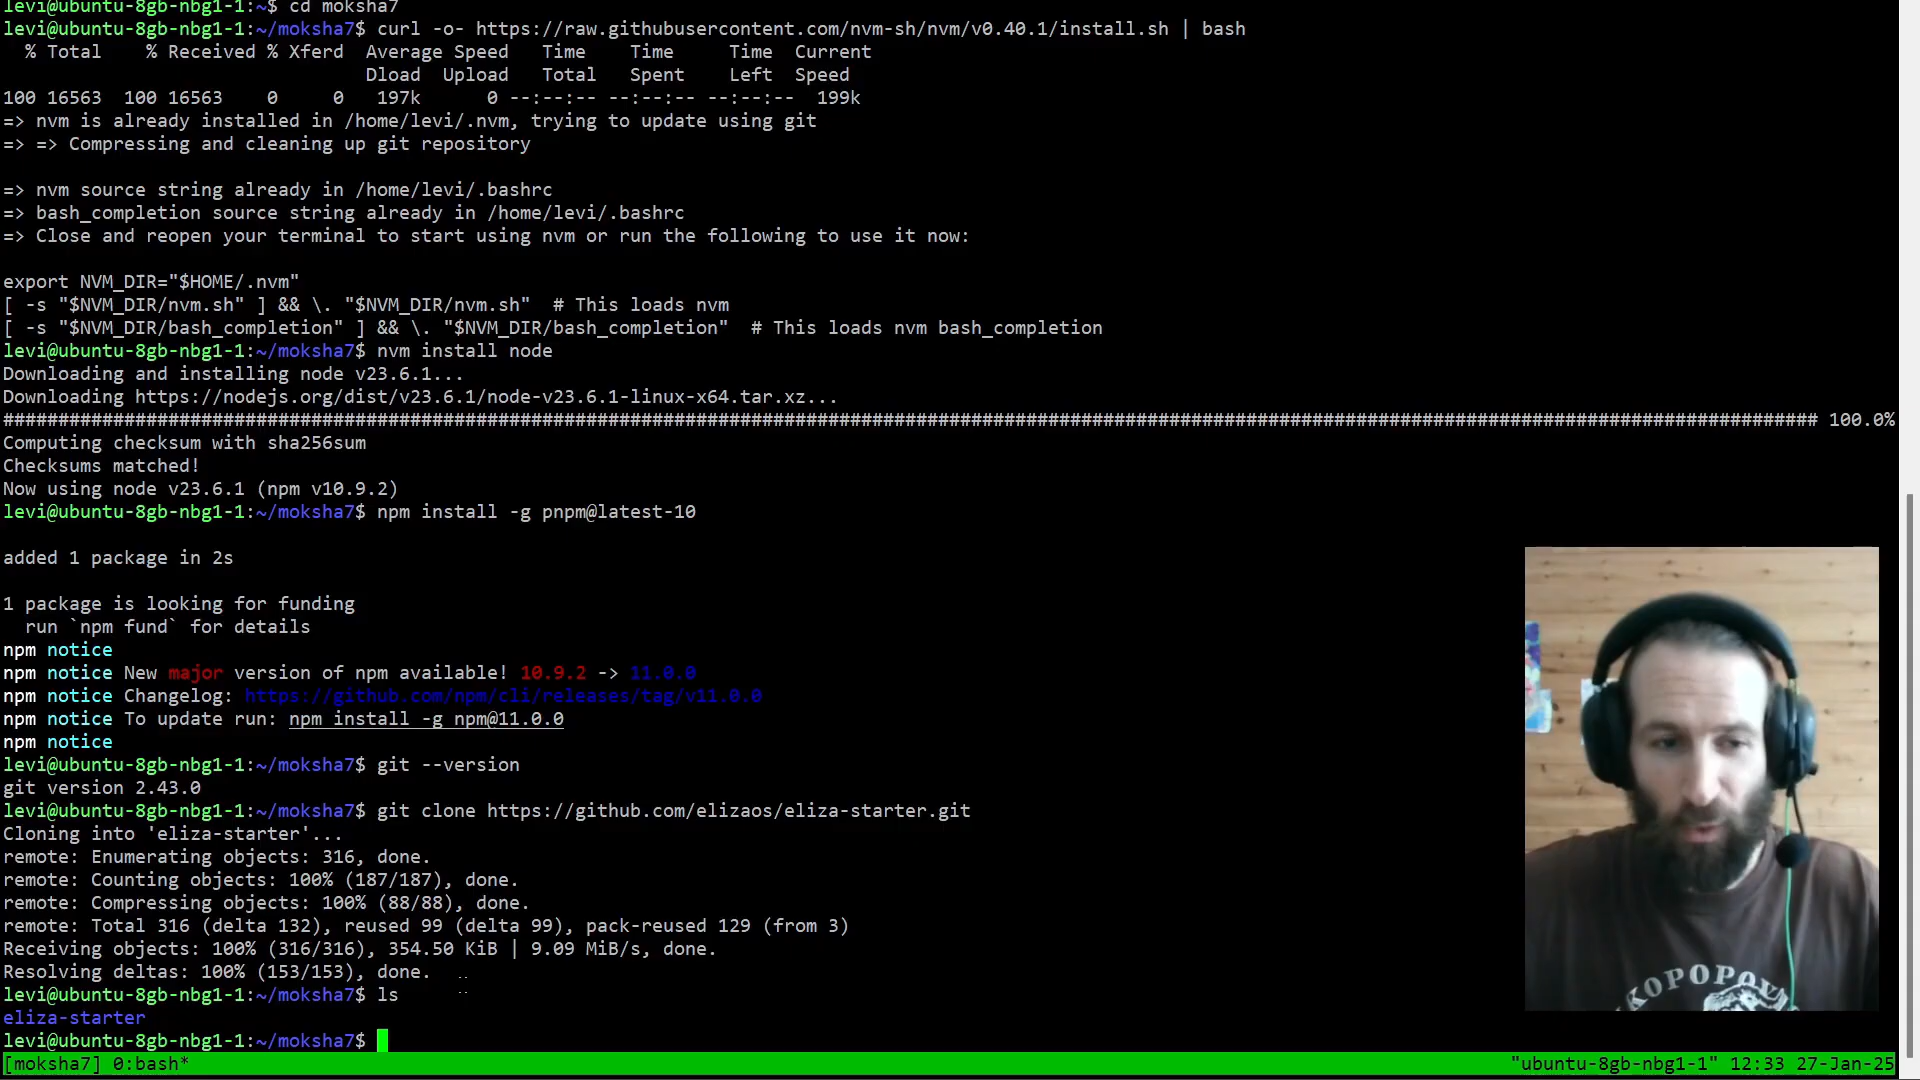 levi@ubuntu-8gb-nbg1-1:~$ cd moksha7
levi@ubuntu-8gb-nbg1-1:~/moksha7$ curl -o- https://raw.githubusercontent.com/nvm-sh/nvm/v0.40.1/install.sh | bash
  % Total    % Received % Xferd  Average Speed   Time    Time     Time  Current
                                 Dload  Upload   Total   Spent    Left  Speed
100 16563  100 16563    0     0   197k      0 --:--:-- --:--:-- --:--:--  199k
=> nvm is already installed in /home/levi/.nvm, trying to update using git
=> => Compressing and cleaning up git repository
=> nvm source string already in /home/levi/.bashrc
=> bash_completion source string already in /home/levi/.bashrc
=> Close and reopen your terminal to start using nvm or run the following to use it now:
export NVM_DIR="$HOME/.nvm"
[ -s "$NVM_DIR/nvm.sh" ] && \. "$NVM_DIR/nvm.sh"  # This loads nvm
[ -s "$NVM_DIR/bash_completion" ] && \. "$NVM_DIR/bash_completion"  # This loads nvm bash_completion
levi@ubuntu-8gb-nbg1-1:~/moksha7$ nvm install node
Downloading and installing node v23.6.1...
Downloading https://nodejs.org/dist/v23.6.1/node-v23.6.1-linux-x64.tar.xz...
##################################################################################################################################################################### 100.0%
Computing checksum with sha256sum
Checksums matched!
Now using node v23.6.1 (npm v10.9.2)
levi@ubuntu-8gb-nbg1-1:~/moksha7$ npm install -g pnpm@latest-10
added 1 package in 2s
1 package is looking for funding
  run `npm fund` for details
npm notice
npm notice New major version of npm available! 10.9.2 -> 11.0.0
npm notice Changelog: https://github.com/npm/cli/releases/tag/v11.0.0
npm notice To update run: npm install -g npm@11.0.0
npm notice
levi@ubuntu-8gb-nbg1-1:~/moksha7$ git --version
git version 2.43.0
levi@ubuntu-8gb-nbg1-1:~/moksha7$ git clone https://github.com/elizaos/eliza-starter.git
Cloning into 'eliza-starter'...
remote: Enumerating objects: 316, done.
remote: Counting objects: 100% (187/187), done.
remote: Compressing objects: 100% (88/88), done.
remote: Total 316 (delta 132), reused 99 (delta 99), pack-reused 129 (from 3)
Receiving objects: 100% (316/316), 354.50 KiB | 9.09 MiB/s, done.
Resolving deltas: 100% (153/153), done.
levi@ubuntu-8gb-nbg1-1:~/moksha7$ ls
eliza-starter
levi@ubuntu-8gb-nbg1-1:~/moksha7$
[moksha7] 0:bash* "ubuntu-8gb-nbg1-1" 12:33 27-Jan-25